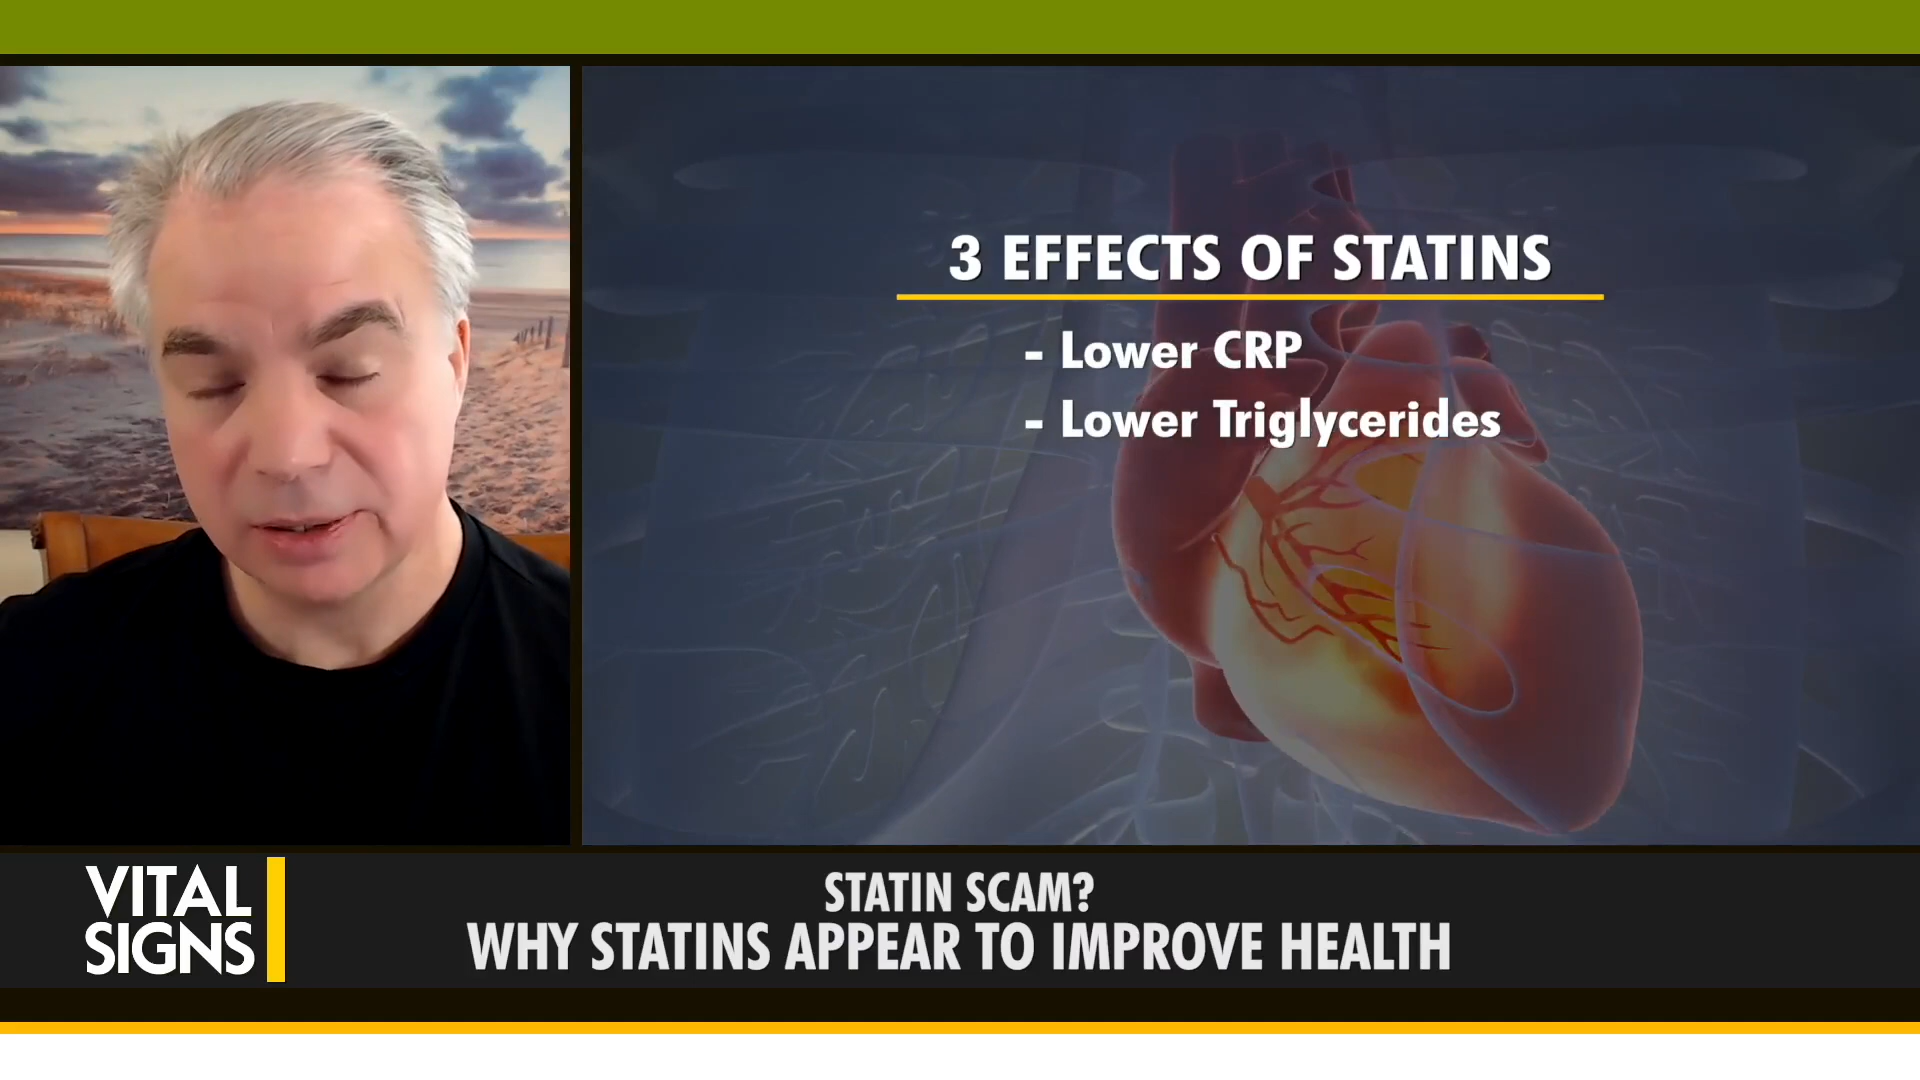 3 EFFECTS OF STATINS
- Lower CRP
- Lower Triglycerides
VITAL
SIGNS
STATIN SCAM?
WHY STATINS APPEAR TO IMPROVE HEALTH